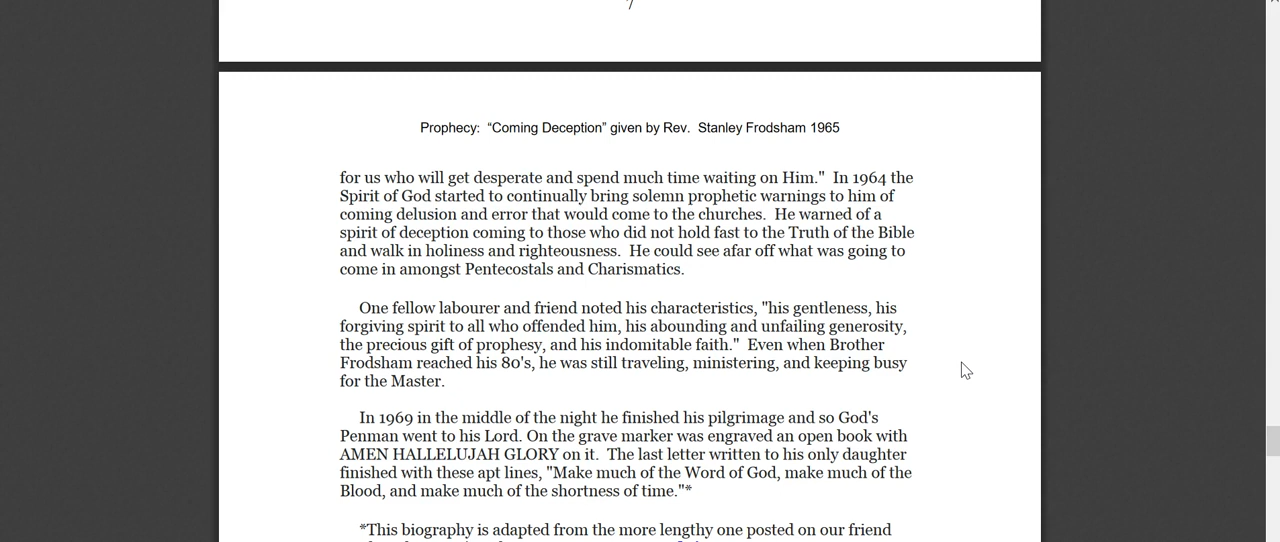 7
Prophecy:  “Coming Deception” given by Rev.  Stanley Frodsham 1965
for us who will get desperate and spend much time waiting on Him."  In 1964 the
Spirit of God started to continually bring solemn prophetic warnings to him of
coming delusion and error that would come to the churches.  He warned of a
spirit of deception coming to those who did not hold fast to the Truth of the Bible
and walk in holiness and righteousness.  He could see afar off what was going to
come in amongst Pentecostals and Charismatics.
One fellow labourer and friend noted his characteristics, "his gentleness, his
forgiving spirit to all who offended him, his abounding and unfailing generosity,
the precious gift of prophesy, and his indomitable faith."  Even when Brother
Frodsham reached his 80's, he was still traveling, ministering, and keeping busy
for the Master.
In 1969 in the middle of the night he finished his pilgrimage and so God's
Penman went to his Lord. On the grave marker was engraved an open book with
AMEN HALLELUJAH GLORY on it.  The last letter written to his only daughter
finished with these apt lines, "Make much of the Word of God, make much of the
Blood, and make much of the shortness of time."*
*This biography is adapted from the more lengthy one posted on our friend